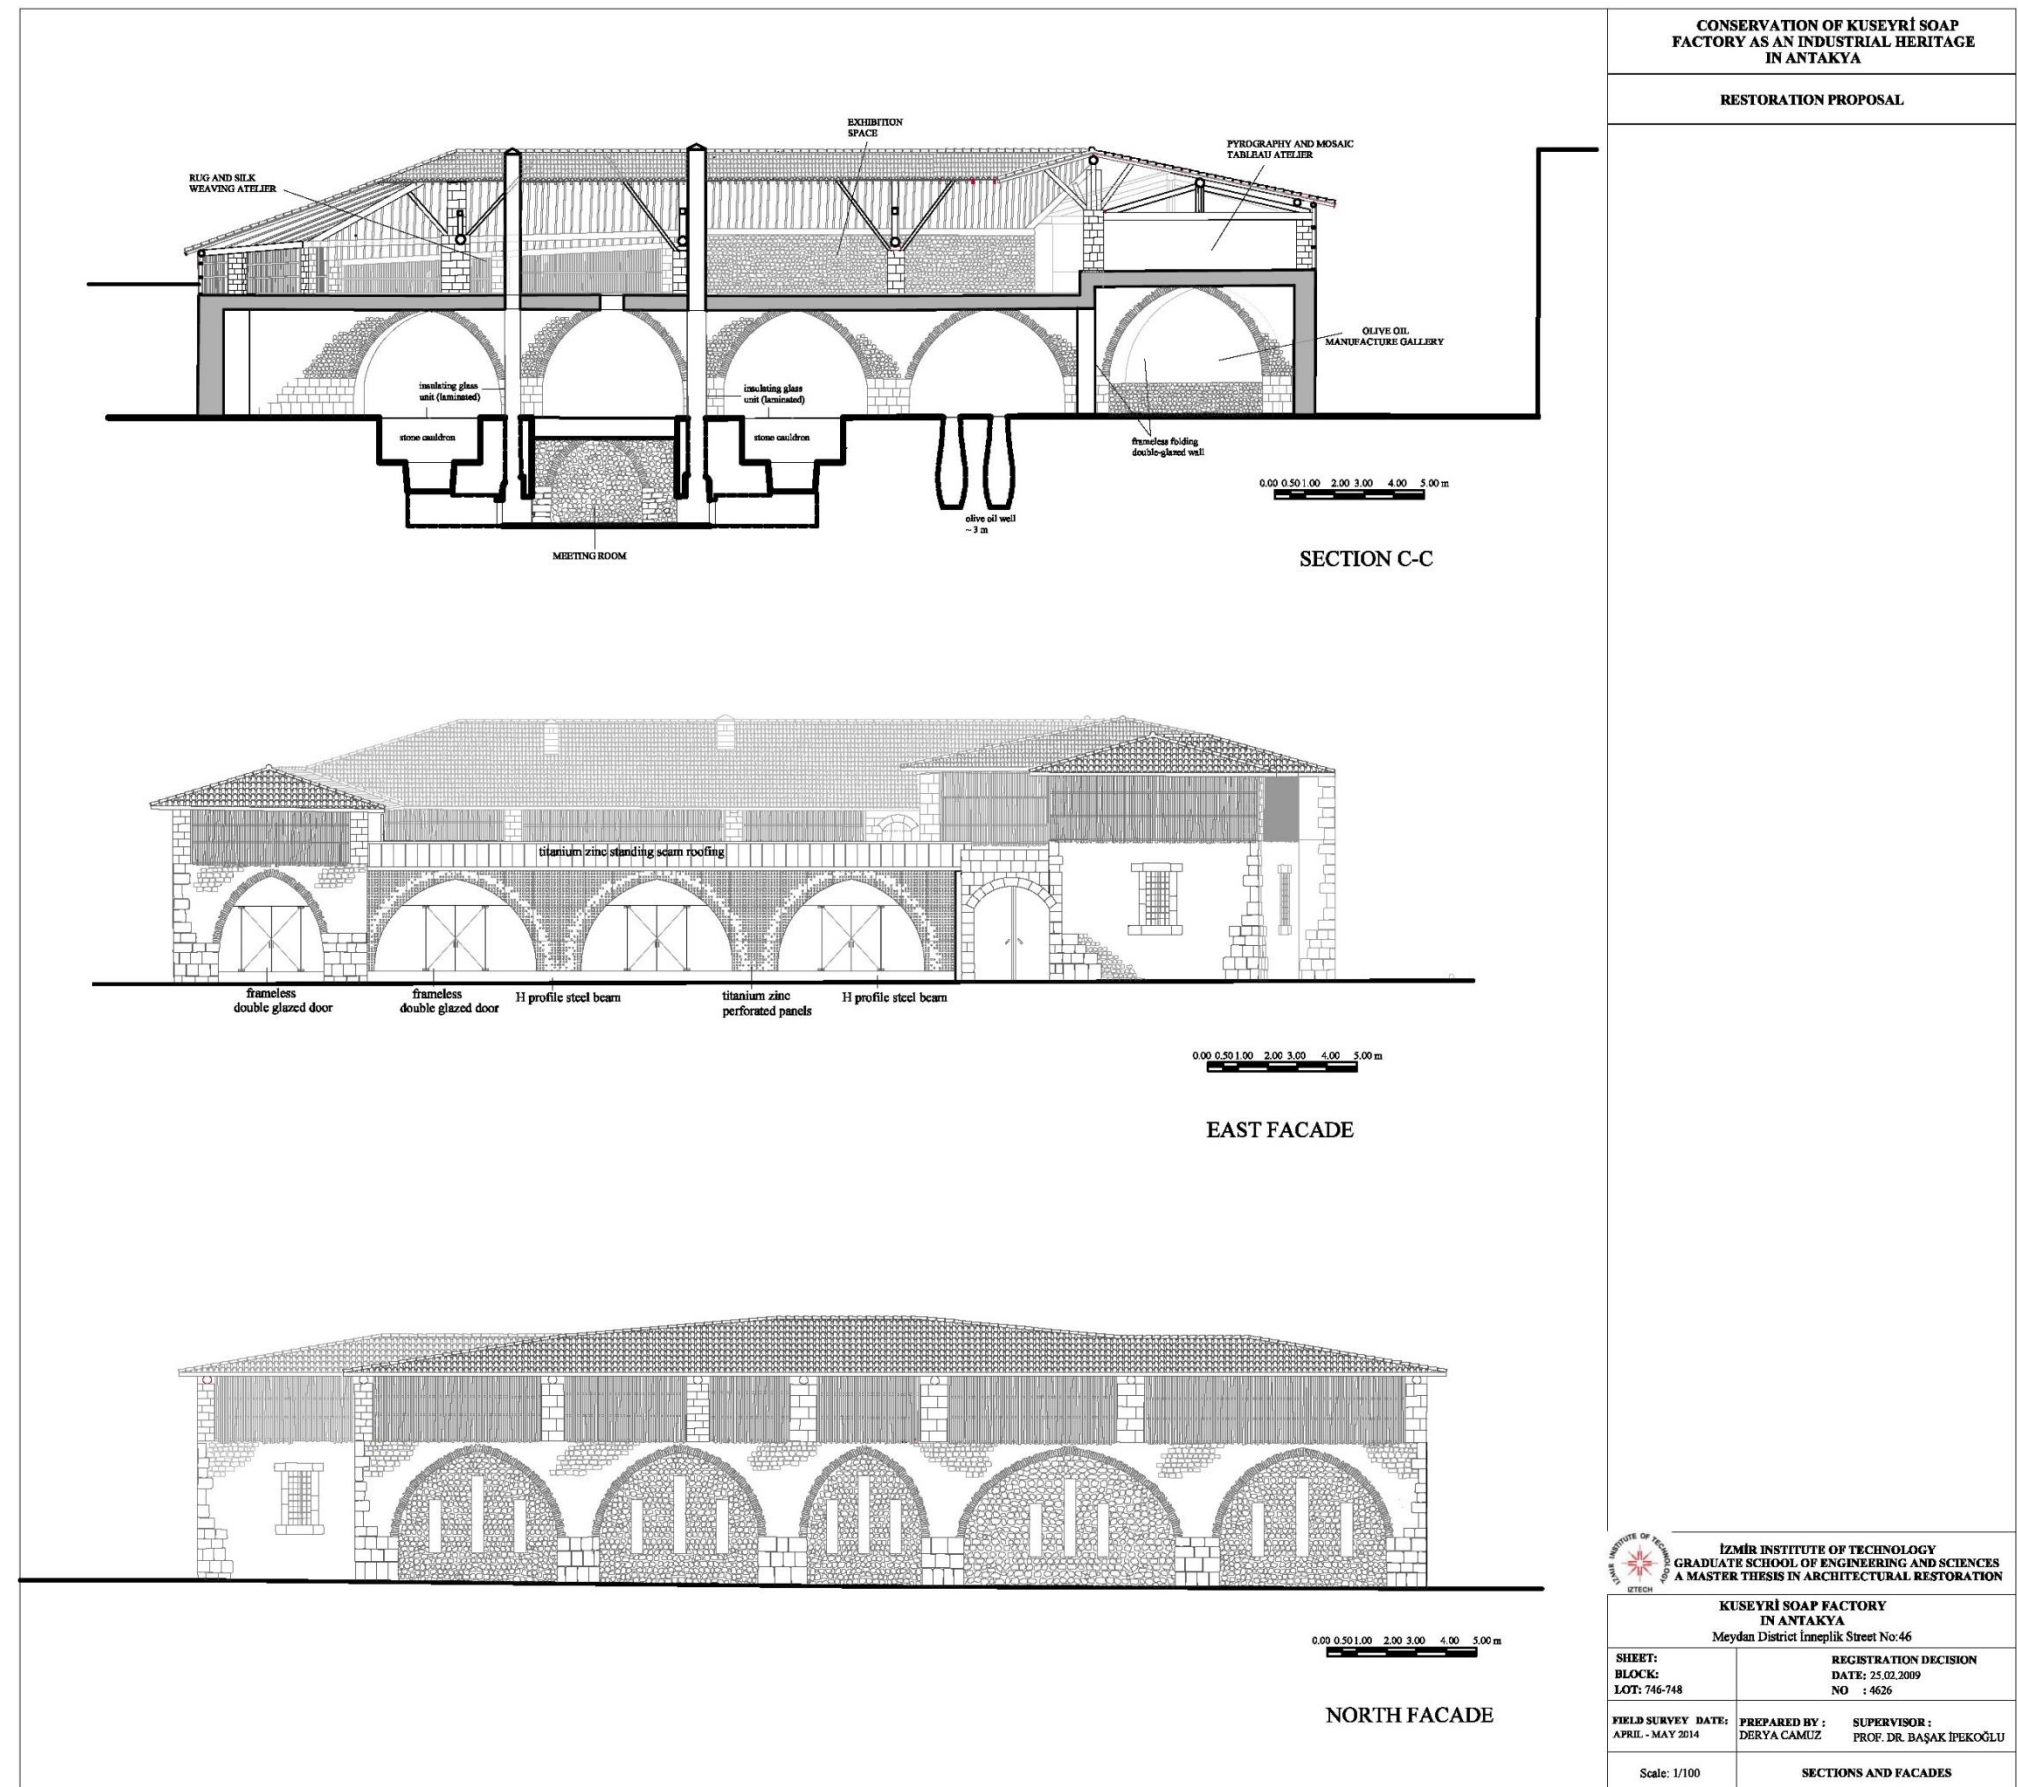 CONSERVATION OF KUSEYRİ SOAP
FACTORY AS AN INDUSTRIAL HERITAGE
IN ANTAKYA
RESTORATION PROPOSAL
EXHIBITION
SPACE
PYROGRAPHY AND MOSAIC
TABLEAU ATELIER
RUG AND SILK
WEAVING ATELIER
OLIVE OIL
MANUFACTURE GALLERY
insulating glass
unit (laminated)
insulating glass
unit (laminated)
stone cauldron
stone cauldron
frameless folding
double-glazed wall
olive oil well
~ 3 m
MEETING ROOM
0.00 0.50 1.00 2.00 3.00 4.00 5.00 m
SECTION C-C
titanium zinc standing seam roofing
frameless
double glazed door
frameless
double glazed door
H profile steel beam
titanium zinc
perforated panels
H profile steel beam
0.00 0.50 1.00 2.00 3.00 4.00 5.00 m
EAST FACADE
0.00 0.50 1.00 2.00 3.00 4.00 5.00 m
NORTH FACADE
IZMIR INSTITUTE OF TECHNOLOGY
IZTECH
İZMİR INSTITUTE OF TECHNOLOGY
GRADUATE SCHOOL OF ENGINEERING AND SCIENCES
A MASTER THESIS IN ARCHITECTURAL RESTORATION
KUSEYRİ SOAP FACTORY
IN ANTAKYA
Meydan District İnneplik Street No:46
SHEET:
BLOCK:
LOT: 746-748
REGISTRATION DECISION
DATE: 25.02.2009
NO : 4626
FIELD SURVEY DATE:
APRIL - MAY 2014
PREPARED BY :
DERYA CAMUZ
SUPERVISOR :
PROF. DR. BAŞAK İPEKOĞLU
Scale: 1/100
SECTIONS AND FACADES